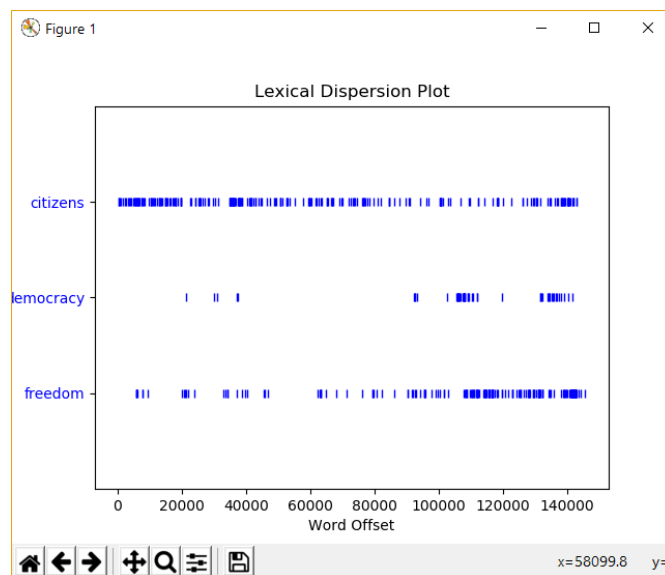 Figure 1
Lexical Dispersion Plot
citizens
democracy
freedom
0 20000 40000 60000 80000 100000 120000 140000
Word Offset
x=58099.8 y=